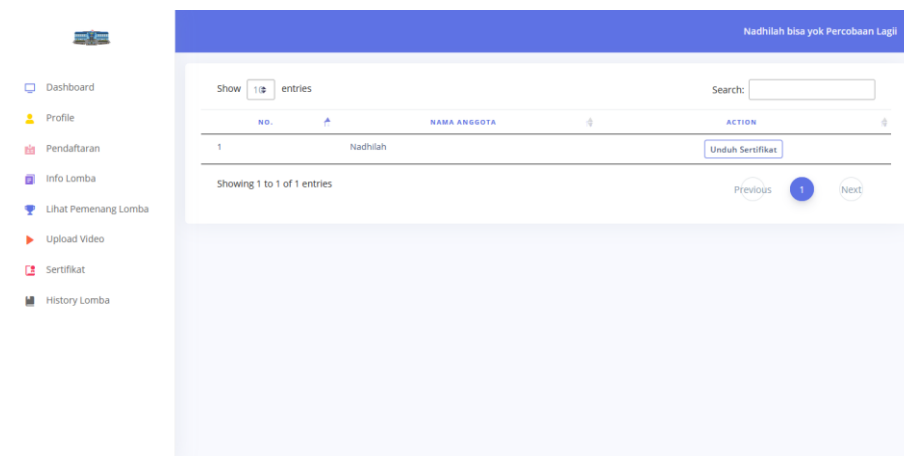 Nadhilah bisa yok Percobaan Lagii
Dashboard
Profile
Pendaftaran
Info Lomba
Lihat Pemenang Lomba
Upload Video
Sertifikat
History Lomba
Show 10 entries
Search:
NO. NAMA ANGGOTA ACTION
1 Nadhilah Unduh Sertifikat
Showing 1 to 1 of 1 entries
Previous 1 Next